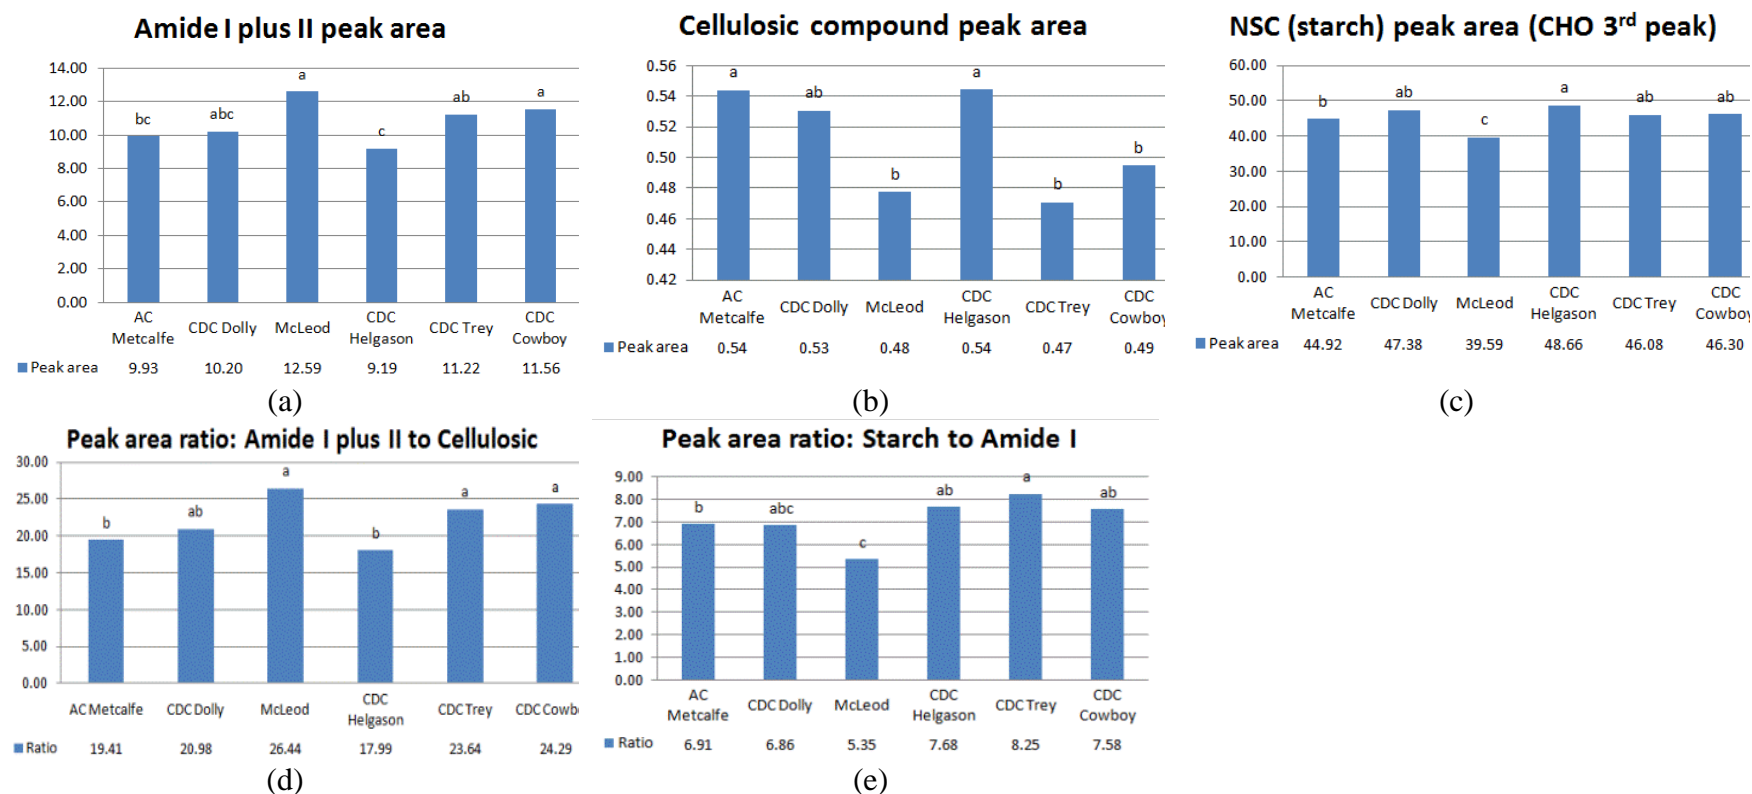 Amide I plus II peak area
14.00
12.00
10.00
8.00
6.00
4.00
2.00
0.00
bc abc a c ab a
AC Metcalfe CDC Dolly McLeod CDC Helgason CDC Trey CDC Cowboy
Peak area 9.93 10.20 12.59 9.19 11.22 11.56
(a)
Cellulosic compound peak area
0.56
0.54
0.52
0.50
0.48
0.46
0.44
0.42
a ab b a b b
AC Metcalfe CDC Dolly McLeod CDC Helgason CDC Trey CDC Cowboy
Peak area 0.54 0.53 0.48 0.54 0.47 0.49
(b)
NSC (starch) peak area (CHO 3rd peak)
60.00
50.00
40.00
30.00
20.00
10.00
0.00
b ab c a ab ab
AC Metcalfe CDC Dolly McLeod CDC Helgason CDC Trey CDC Cowboy
Peak area 44.92 47.38 39.59 48.66 46.08 46.30
(c)
Peak area ratio: Amide I plus II to Cellulosic
30.00
25.00
20.00
15.00
10.00
5.00
0.00
b ab a b a a
AC Metcalfe CDC Dolly McLeod CDC Helgason CDC Trey CDC Cowb
Ratio 19.41 20.98 26.44 17.99 23.64 24.29
(d)
Peak area ratio: Starch to Amide I
9.00
8.00
7.00
6.00
5.00
4.00
3.00
2.00
1.00
0.00
b abc c ab a ab
AC Metcalfe CDC Dolly McLeod CDC Helgason CDC Trey CDC Cowboy
Ratio 6.91 6.86 5.35 7.68 8.25 7.58
(e)